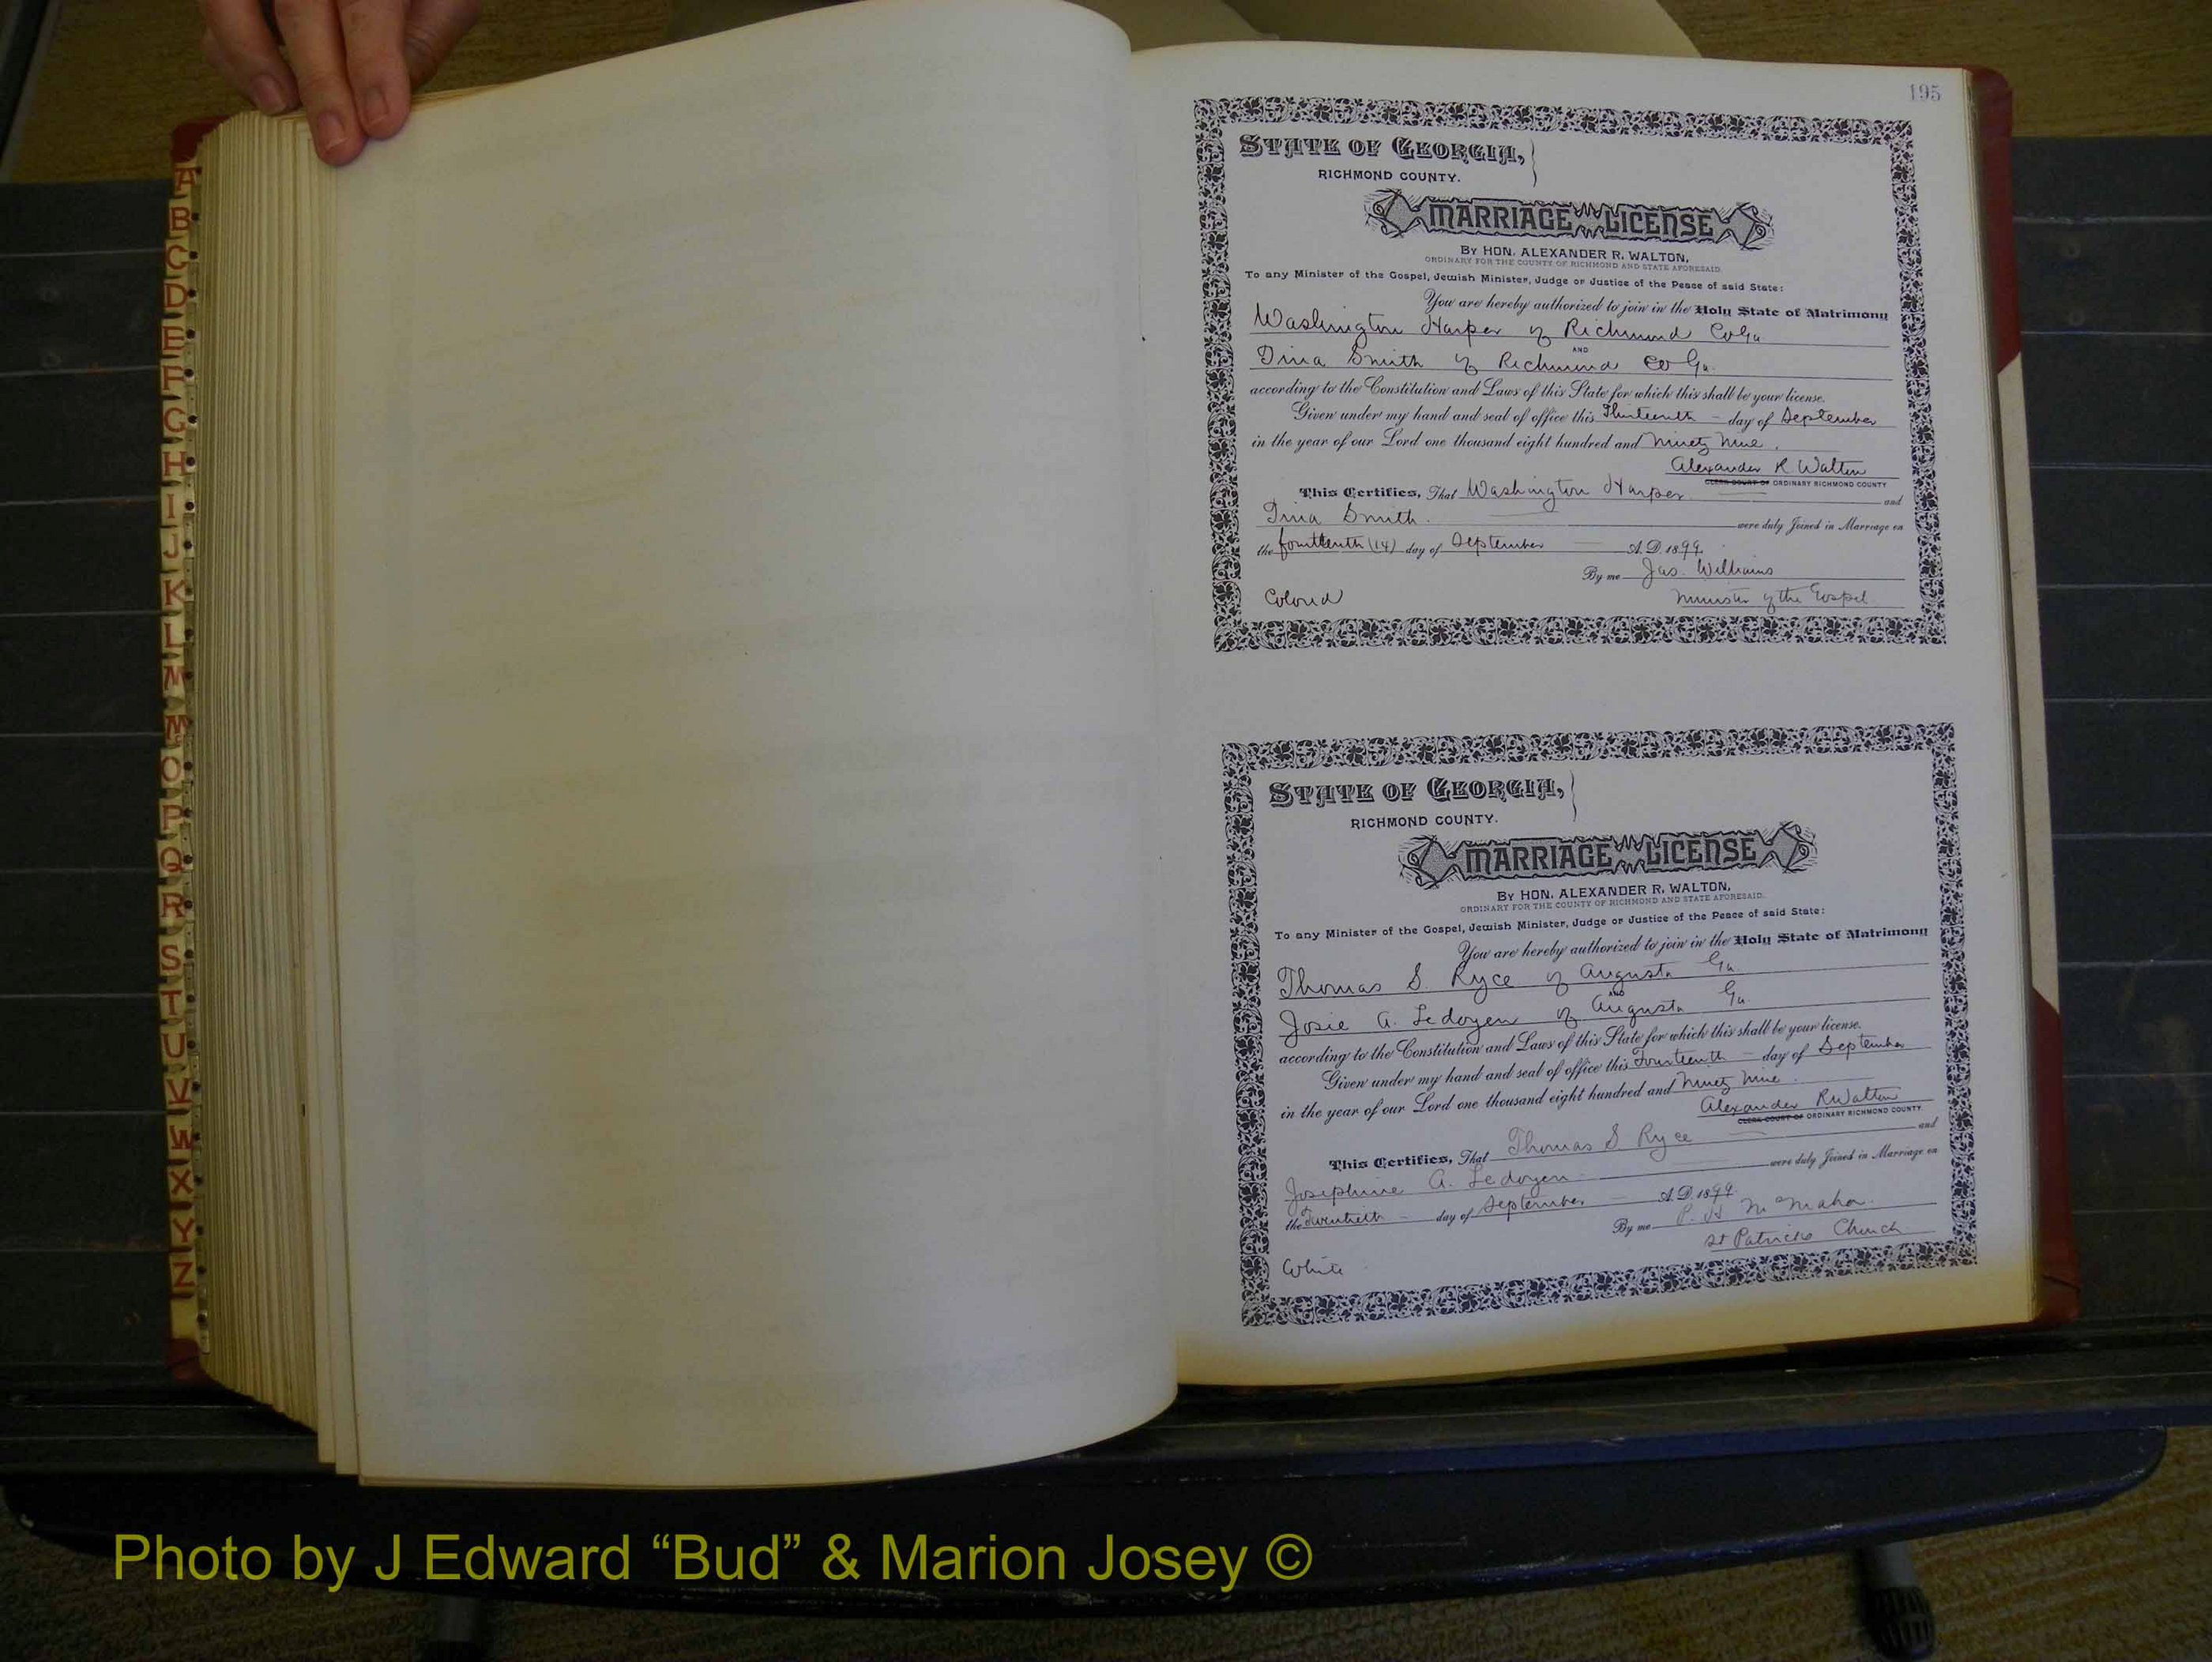 195
STATE OF GEORGIA,
RICHMOND COUNTY.
MARRIAGE LICENSE
BY HON. ALEXANDER R. WALTON,
ORDINARY FOR THE COUNTY OF RICHMOND AND STATE AFORESAID.
To any Minister of the Gospel, Jewish Minister, Judge or Justice of the Peace of said State:
You are hereby authorized to join in the Holy State of Matrimony
Washington Harper of Richmond Co Ga
AND
Tina Smith of Richmond Co Ga.
according to the Constitution and Laws of this State for which this shall be your license.
Given under my hand and seal of office this Thirteenth - day of September
in the year of our Lord one thousand eight hundred and Ninety Nine.
Alexander R. Walton
CLERK COURT OF ORDINARY RICHMOND COUNTY
This Certifies, That Washington Harper and
Tina Smith. were duly Joined in Marriage on
the fourteenth (14) day of September A.D. 1899.
By me Jas. Williams
Colored Minister of the Gospel
STATE OF GEORGIA,
RICHMOND COUNTY.
MARRIAGE LICENSE
BY HON. ALEXANDER R. WALTON,
ORDINARY FOR THE COUNTY OF RICHMOND AND STATE AFORESAID.
To any Minister of the Gospel, Jewish Minister, Judge or Justice of the Peace of said State:
You are hereby authorized to join in the Holy State of Matrimony
Thomas S. Ryce of Augusta Ga
AND
Josie A. Ledoyen of Augusta Ga.
according to the Constitution and Laws of this State for which this shall be your license.
Given under my hand and seal of office this Fourteenth - day of September
in the year of our Lord one thousand eight hundred and Ninety Nine.
Alexander R Walton
CLERK COURT OF ORDINARY RICHMOND COUNTY
This Certifies, That Thomas S Ryce and
Josephine A. Ledoyen were duly Joined in Marriage on
the Twentieth - day of September A.D. 1899
By me P. H McMahon
St Patricks Church
White
A
B
C
D
E
F
G
H
I
J
K
L
M
Mc
O
P
Q
R
S
T
U
V
W
X
Y
Z
Photo by J Edward “Bud” & Marion Josey ©